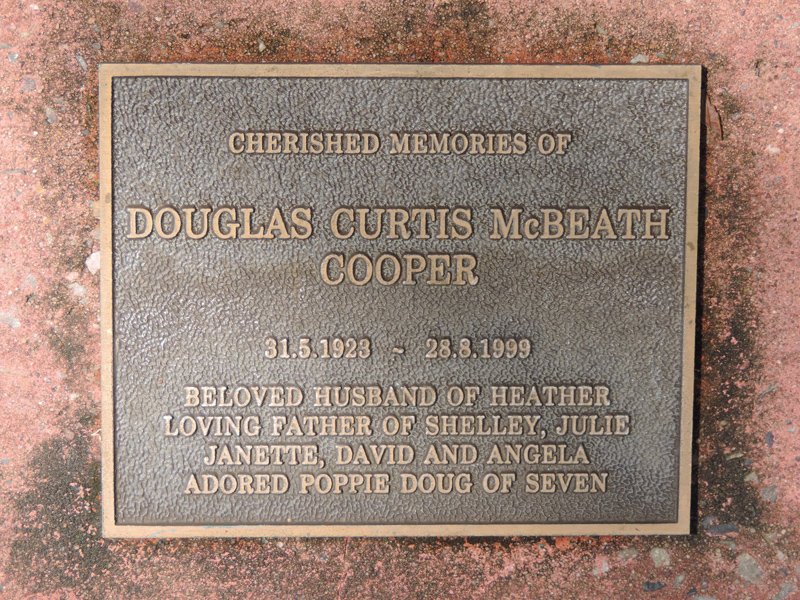 CHERISHED MEMORIES OF
DOUGLAS CURTIS McBEATH
COOPER
31.5.1923 ~ 28.8.1999
BELOVED HUSBAND OF HEATHER
LOVING FATHER OF SHELLEY, JULIE
JANETTE, DAVID AND ANGELA
ADORED POPPIE DOUG OF SEVEN